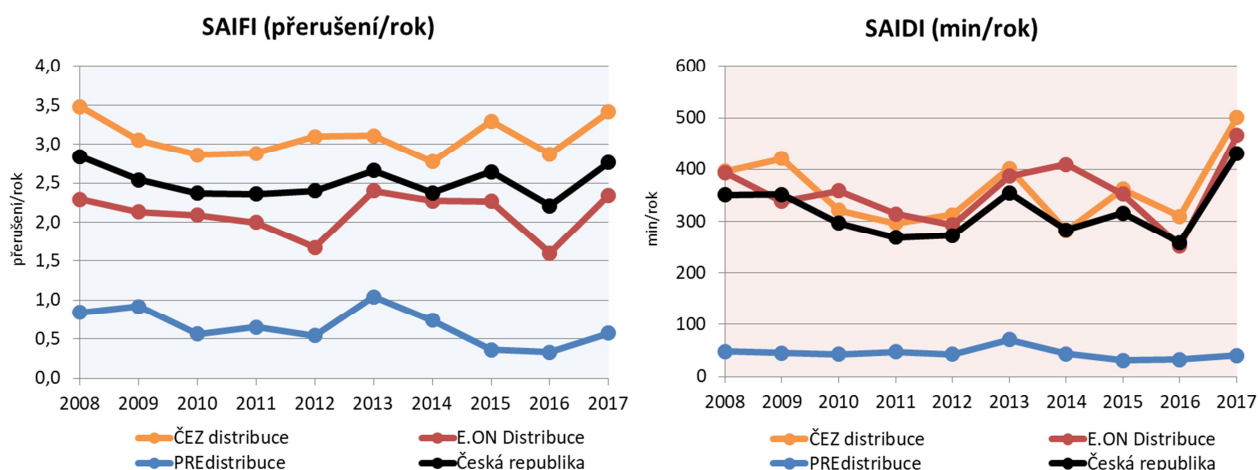 SAIFI (přerušení/rok)
4,0
3,5
3,0
2,5
2,0
1,5
1,0
0,5
0,0
přerušení/rok
2008 2009 2010 2011 2012 2013 2014 2015 2016 2017
ČEZ distribuce E.ON Distribuce
PREdistribuce Česká republika
SAIDI (min/rok)
600
500
400
300
200
100
0
min/rok
2008 2009 2010 2011 2012 2013 2014 2015 2016 2017
ČEZ distribuce E.ON Distribuce
PREdistribuce Česká republika